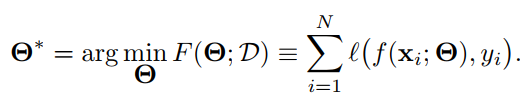 Θ* = arg min_Θ F(Θ; 𝒟) ≡ ∑_{i=1}^{N} ℓ(f(x_i; Θ), y_i).